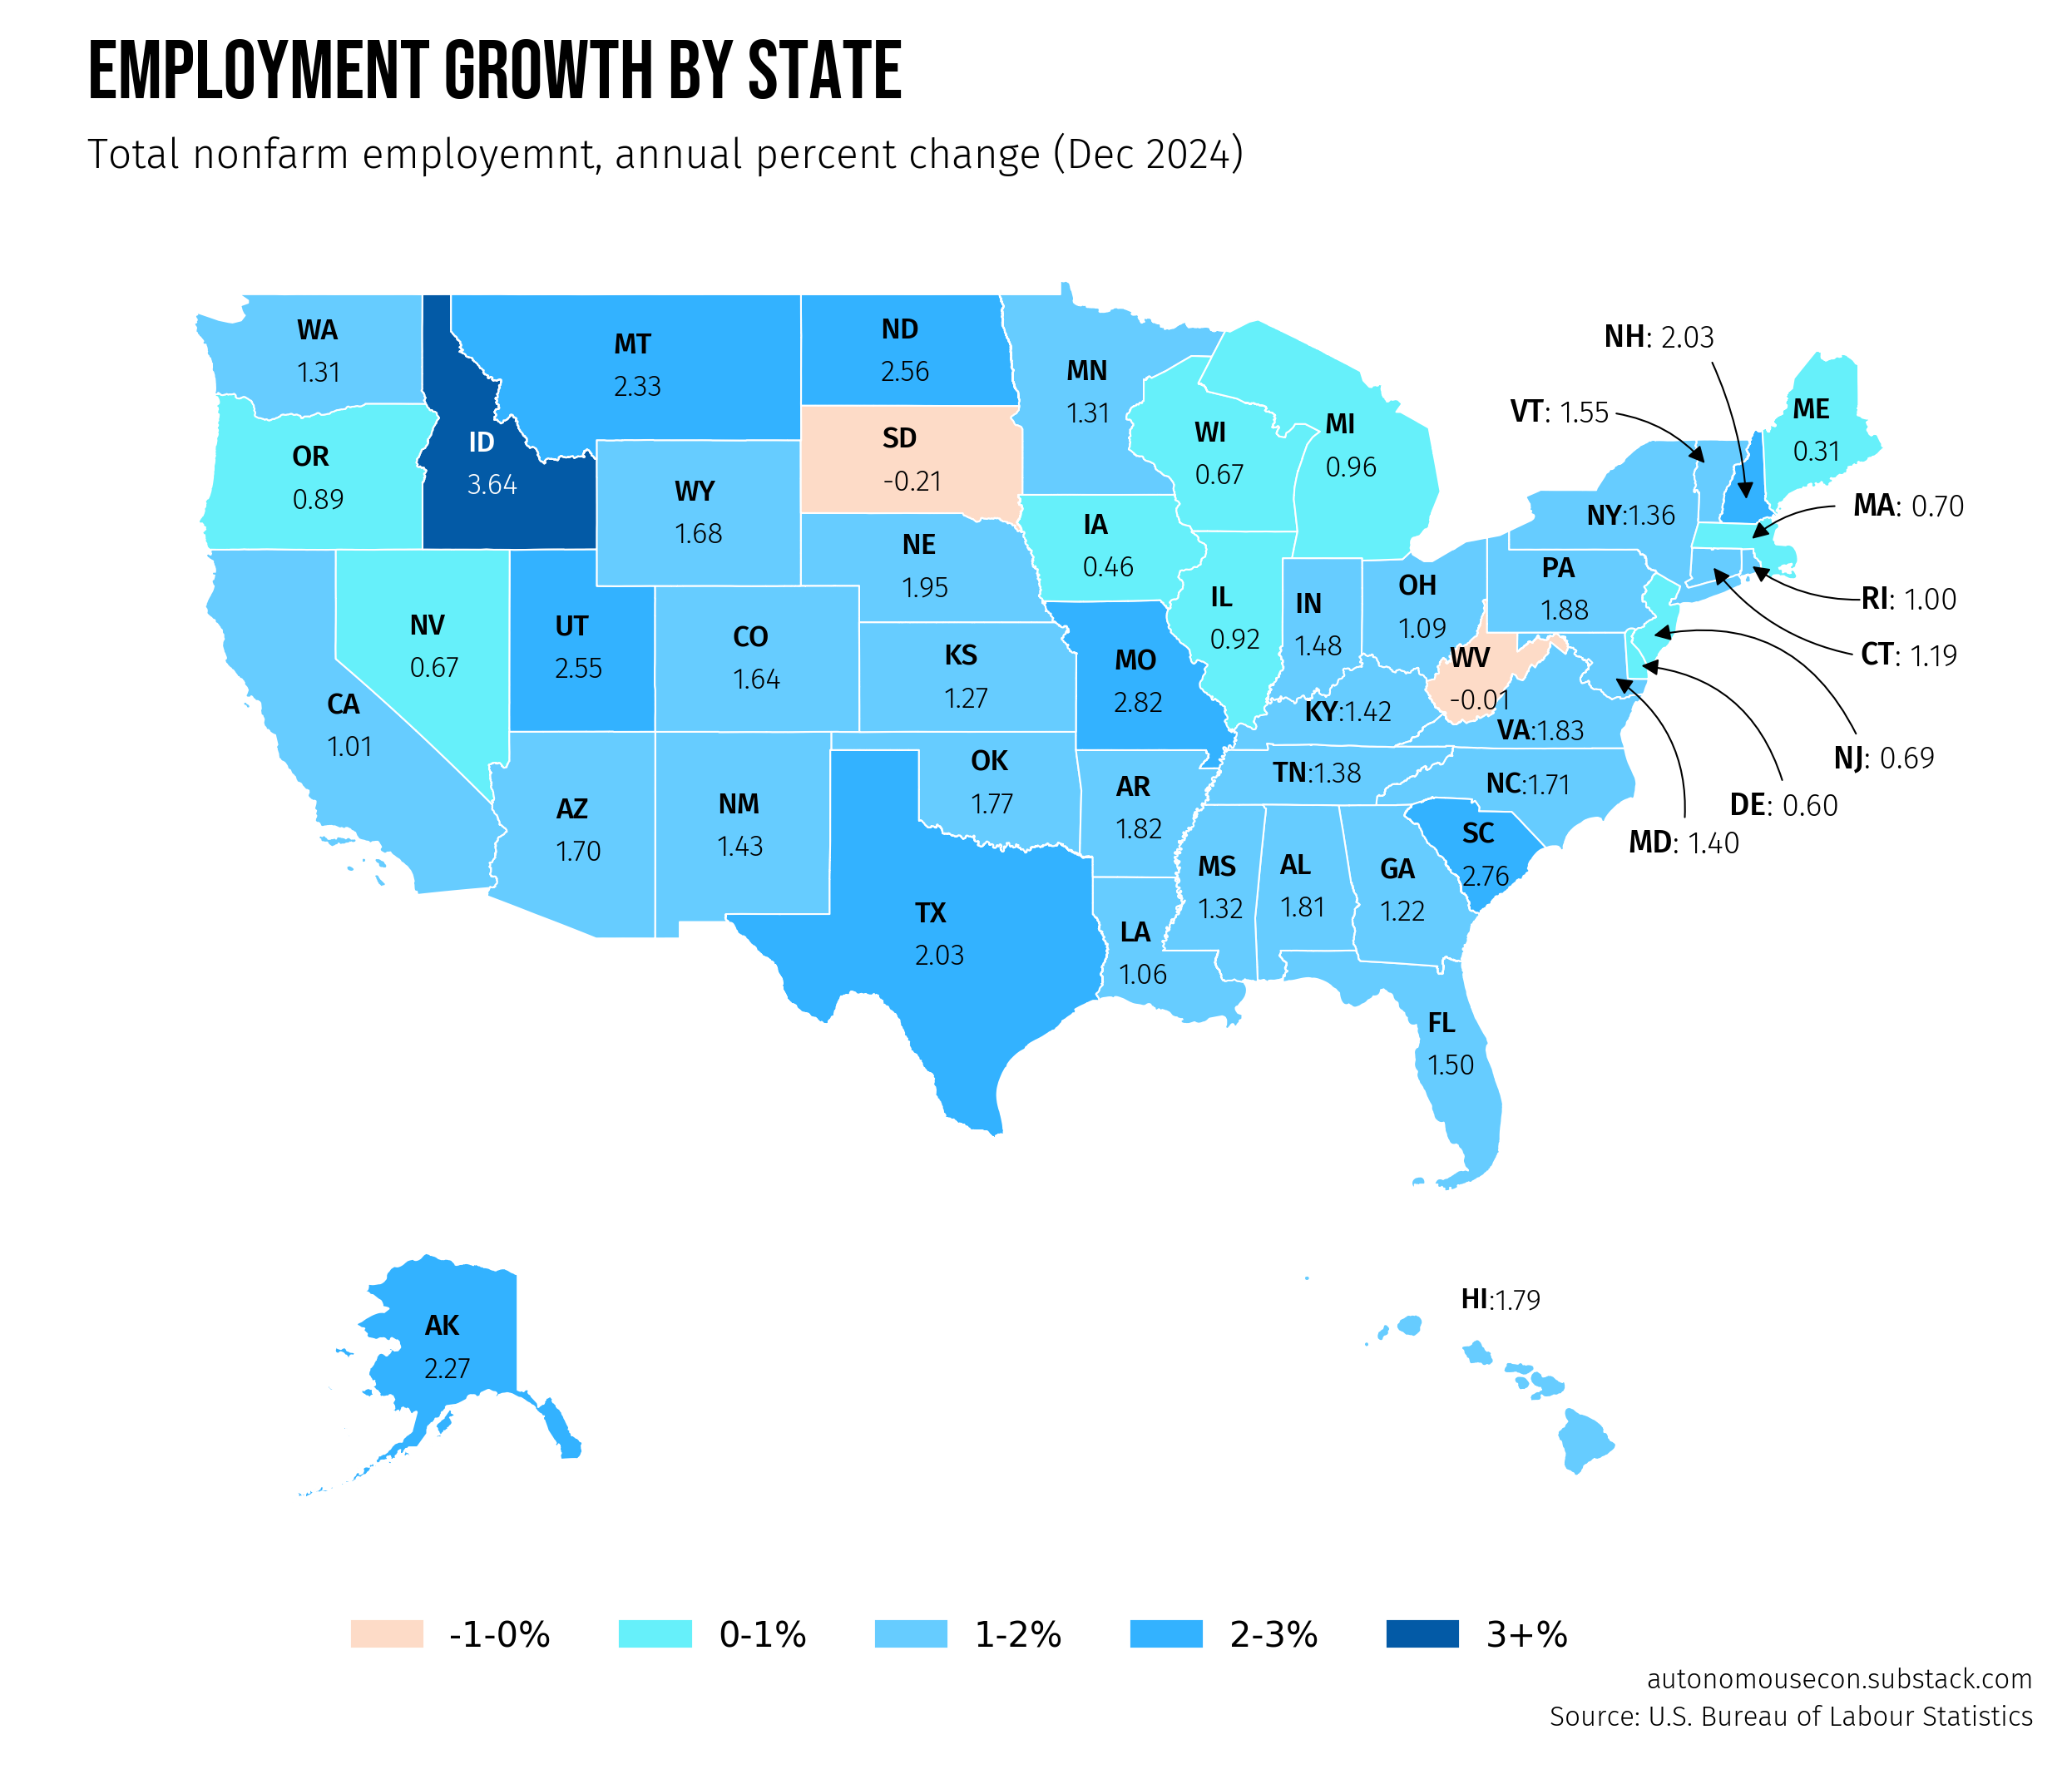 EMPLOYMENT GROWTH BY STATE
Total nonfarm employemnt, annual percent change (Dec 2024)
WA
1.31
MT
2.33
ND
2.56
MN
1.31
NH: 2.03
VT: 1.55
ME
0.31
OR
0.89
ID
3.64
SD
-0.21
WI
0.67
MI
0.96
WY
1.68
NY:1.36
MA: 0.70
IA
0.46
NE
1.95
PA
1.88
OH
1.09
IL
0.92
IN
1.48
RI: 1.00
CT: 1.19
NV
0.67
UT
2.55
CO
1.64
KS
1.27
MO
2.82
WV
-0.01
CA
1.01
KY:1.42
VA:1.83
NJ: 0.69
DE: 0.60
MD: 1.40
AZ
1.70
NM
1.43
OK
1.77
AR
1.82
TN:1.38
NC:1.71
SC
2.76
MS
1.32
AL
1.81
GA
1.22
TX
2.03
LA
1.06
FL
1.50
AK
2.27
HI:1.79
-1-0%
0-1%
1-2%
2-3%
3+%
autonomousecon.substack.com
Source: U.S. Bureau of Labour Statistics